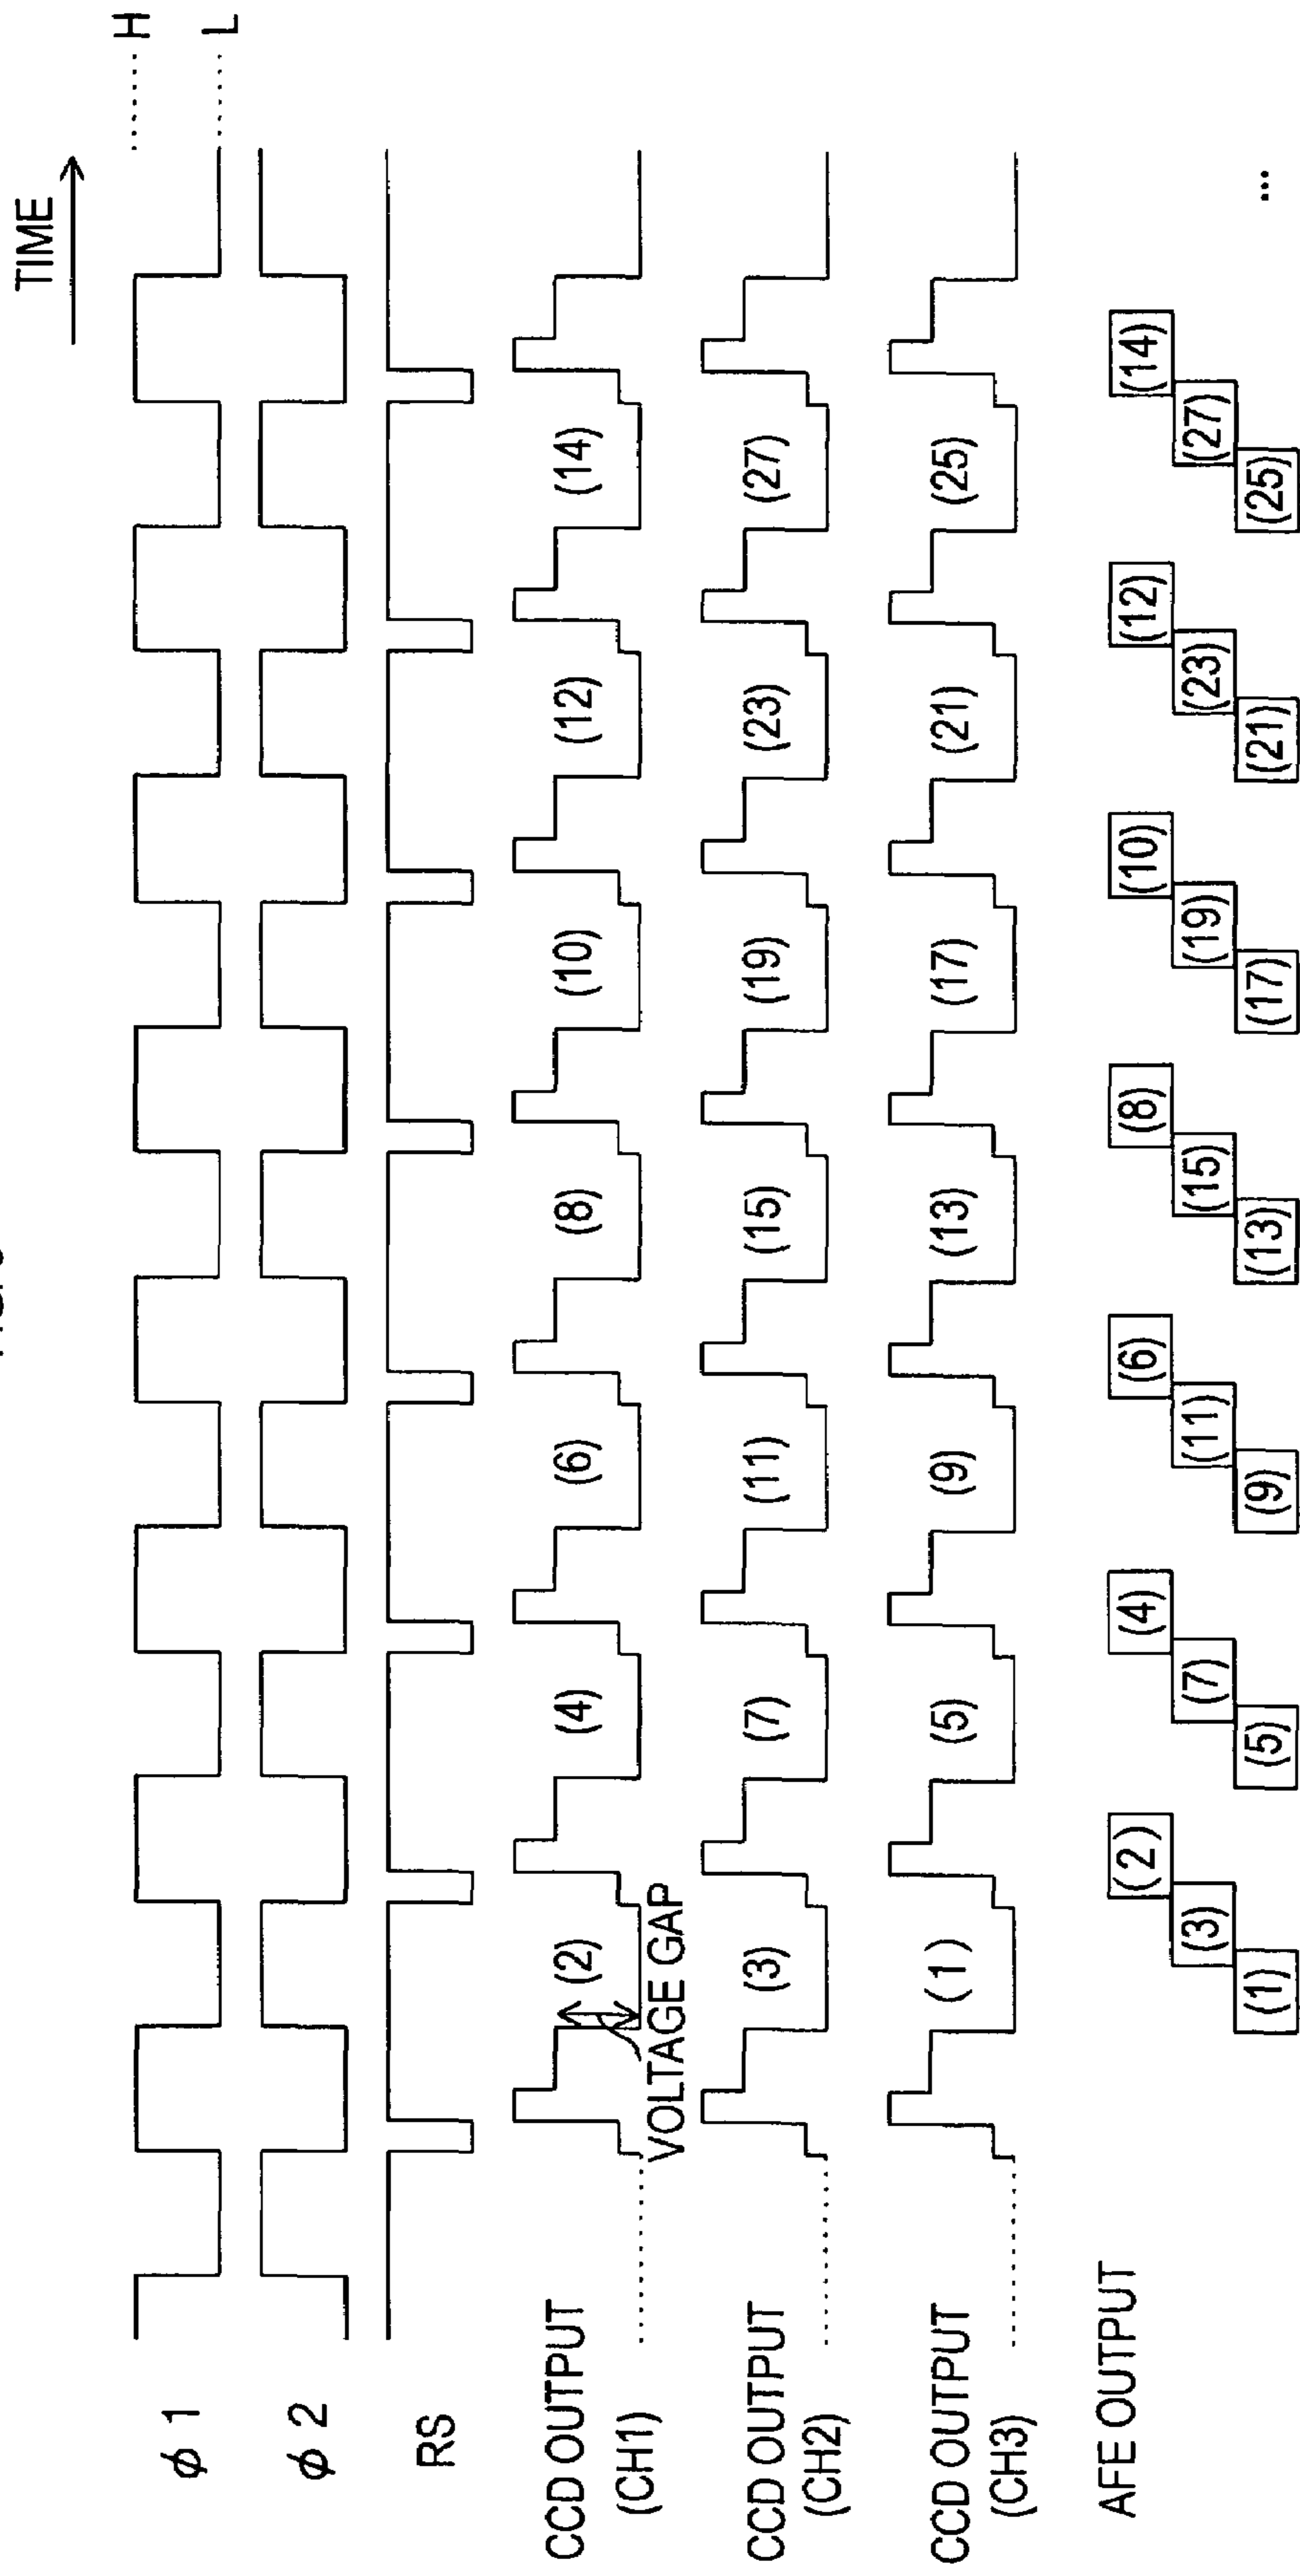 TIME
H
L
φ 1
φ 2
RS
CCD OUTPUT
(CH1)
(2) (4) (6) (8) (10) (12) (14)
VOLTAGE GAP
CCD OUTPUT
(CH2)
(3) (7) (11) (15) (19) (23) (27)
CCD OUTPUT
(CH3)
(1) (5) (9) (13) (17) (21) (25)
AFE OUTPUT
(2) (4) (6) (8) (10) (12) (14) ...
(3) (7) (11) (15) (19) (23) (27)
(1) (5) (9) (13) (17) (21) (25)